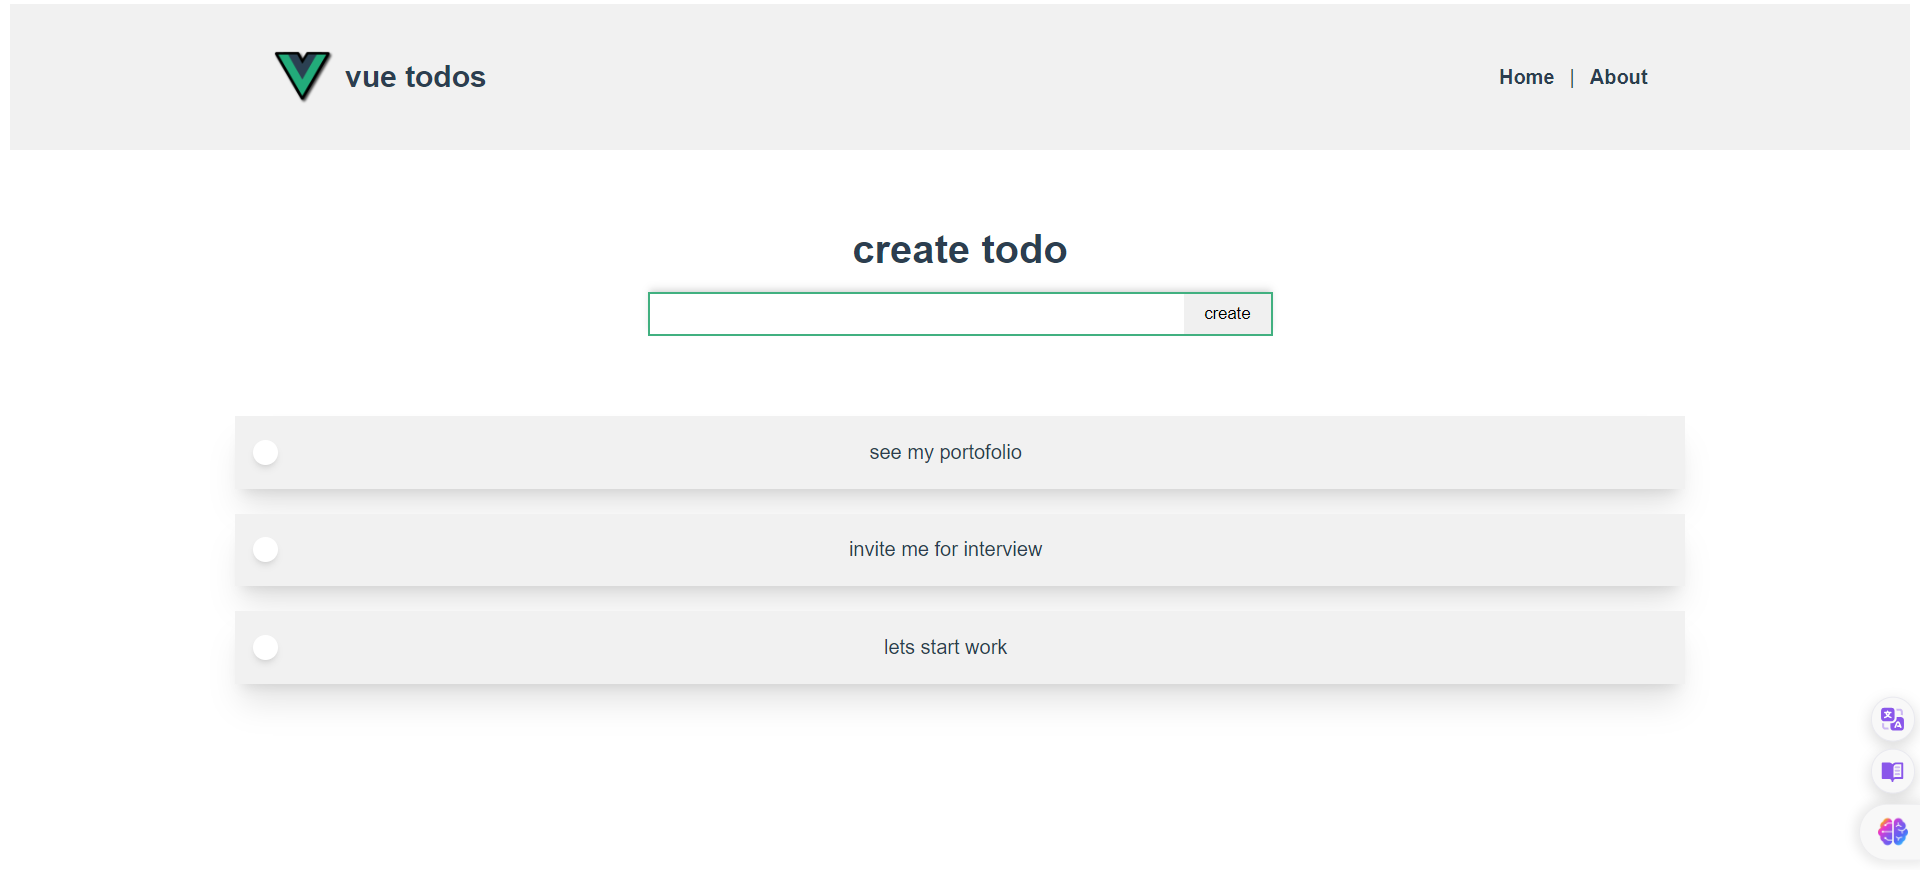 vue todos
Home | About
create todo
create
see my portofolio
invite me for interview
lets start work